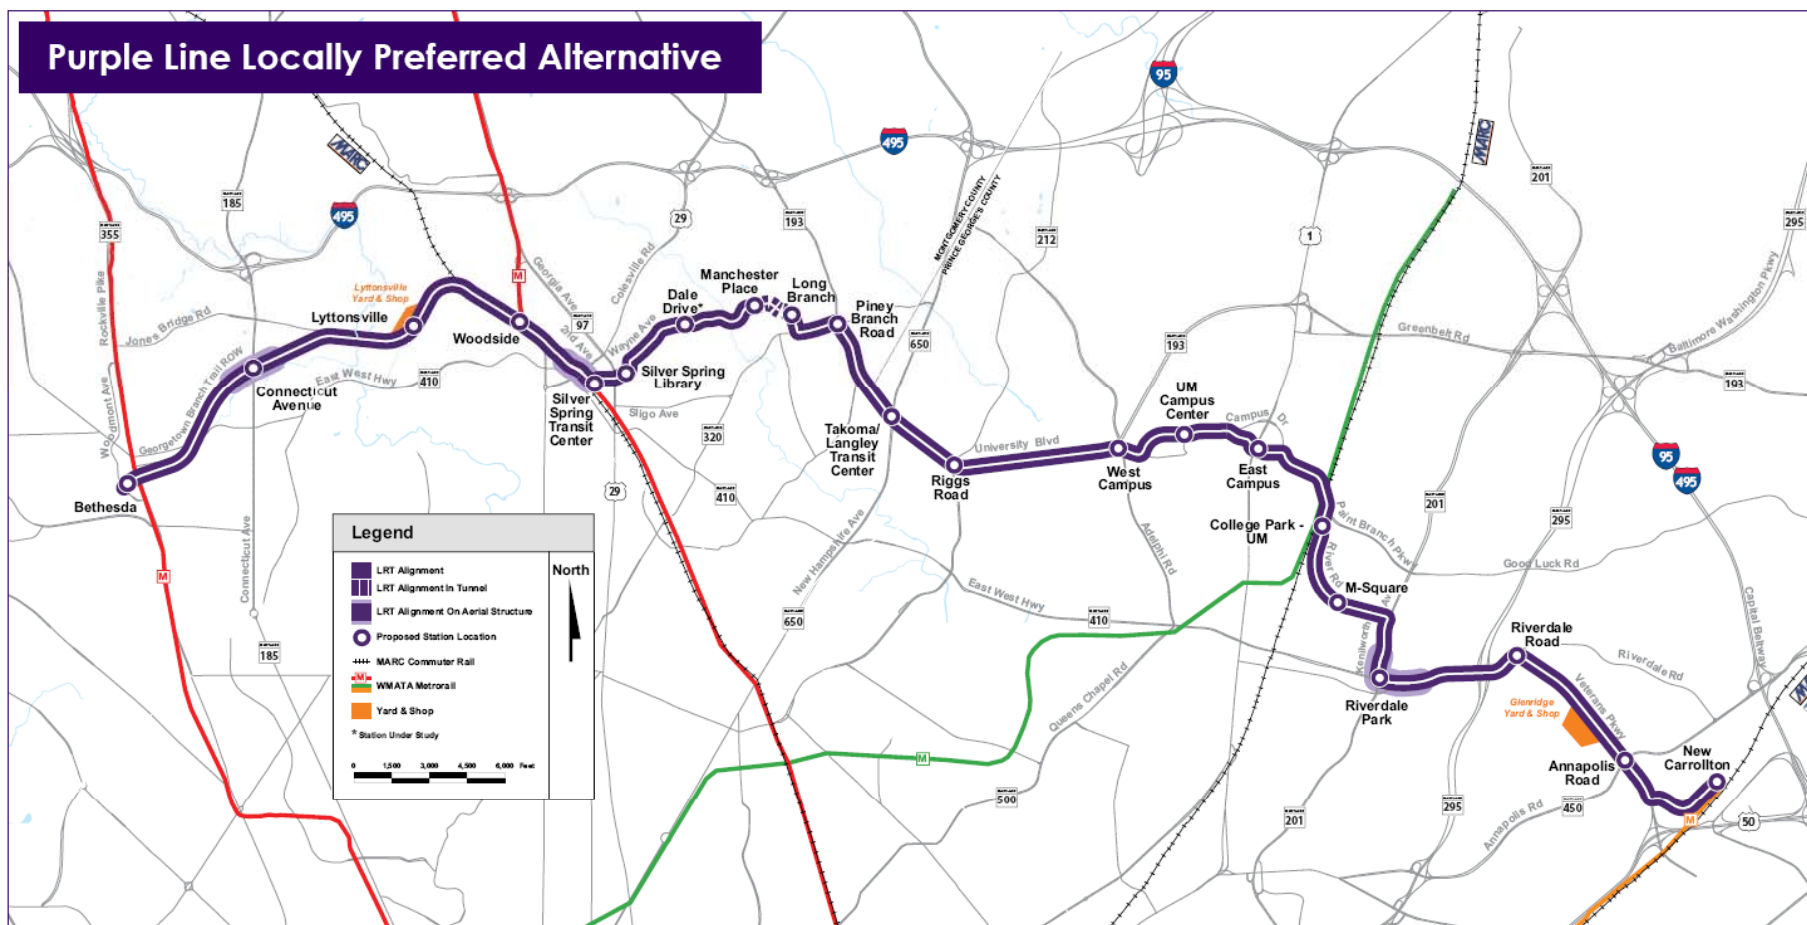 Purple Line Locally Preferred Alternative
MARC
495
95
MARC
201
185
495
29
193
MONTGOMERY COUNTY
PRINCE GEORGE'S COUNTY
212
1
295
355
Rockville Pike
M
Georgia Ave
Colesville Rd
Baltimore Washington Pkwy
Lyttonsville
Yard & Shop
Manchester
Place
Long
Branch
Dale
Drive*
Piney
Branch
Road
Jones Bridge Rd
Lyttonsville
Woodside
97
2nd Ave
Wayne Ave
650
193
Greenbelt Rd
193
Georgetown Branch Trail ROW
Connecticut
Avenue
East West Hwy
410
Silver Spring
Library
Silver
Spring
Transit
Center
Sligo Ave
320
Woodmont Ave
Takoma/
Langley
Transit
Center
University Blvd
UM
Campus
Center
Campus Dr
West
Campus
East
Campus
Riggs
Road
95
495
Bethesda
29
410
201
295
College Park -
UM
Paint Branch Pkwy
Good Luck Rd
Connecticut Ave
New Hampshire Ave
Adelphi Rd
River Rd
M-Square
Kenilworth Av
East West Hwy
410
650
M
185
Capital Beltway
Riverdale
Road
Riverdale Rd
Veterans Pkwy
Glenridge
Yard & Shop
Riverdale
Park
Queens Chapel Rd
M
500
201
295
Annapolis
Road
New
Carrollton
Annapolis Rd
450
M
50
Legend
LRT Alignment
LRT Alignment In Tunnel
LRT Alignment On Aerial Structure
Proposed Station Location
MARC Commuter Rail
M
WMATA Metrorail
Yard & Shop
* Station Under Study
0 1,500 3,000 4,500 6,000 Feet
North